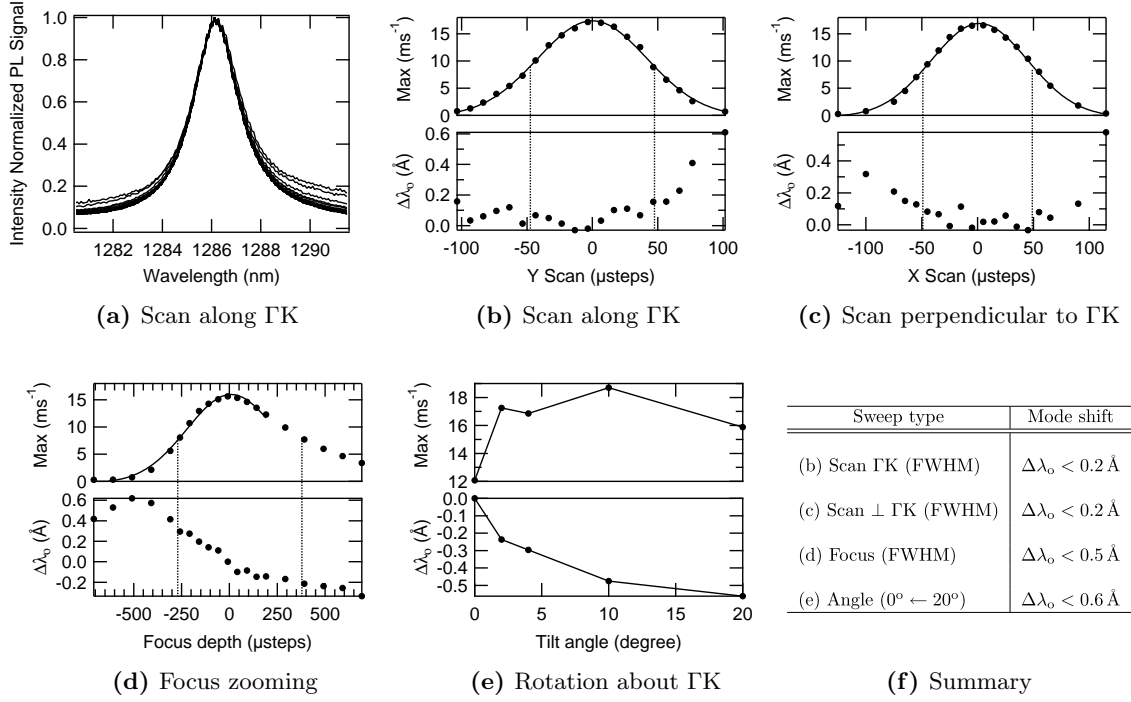 Intensity Normalized PL Signal
1.0
0.8
0.6
0.4
0.2
0.0
1282 1284 1286 1288 1290
Wavelength (nm)
(a) Scan along ΓK
Max (ms⁻¹)
15
10
5
0
Δλₒ (Å)
0.6
0.4
0.2
0.0
-100 -50 0 50 100
Y Scan (µsteps)
(b) Scan along ΓK
Max (ms⁻¹)
15
10
5
0
Δλₒ (Å)
0.4
0.2
0.0
-100 -50 0 50 100
X Scan (µsteps)
(c) Scan perpendicular to ΓK
Max (ms⁻¹)
15
10
5
0
Δλₒ (Å)
0.6
0.4
0.2
0.0
-0.2
-500 -250 0 250 500
Focus depth (µsteps)
(d) Focus zooming
Max (ms⁻¹)
18
16
14
12
Δλₒ (Å)
0.0
-0.1
-0.2
-0.3
-0.4
-0.5
0 5 10 15 20
Tilt angle (degree)
(e) Rotation about ΓK
Sweep type Mode shift
(b) Scan ΓK (FWHM) Δλₒ < 0.2 Å
(c) Scan ⊥ ΓK (FWHM) Δλₒ < 0.2 Å
(d) Focus (FWHM) Δλₒ < 0.5 Å
(e) Angle (0° ← 20°) Δλₒ < 0.6 Å
(f) Summary